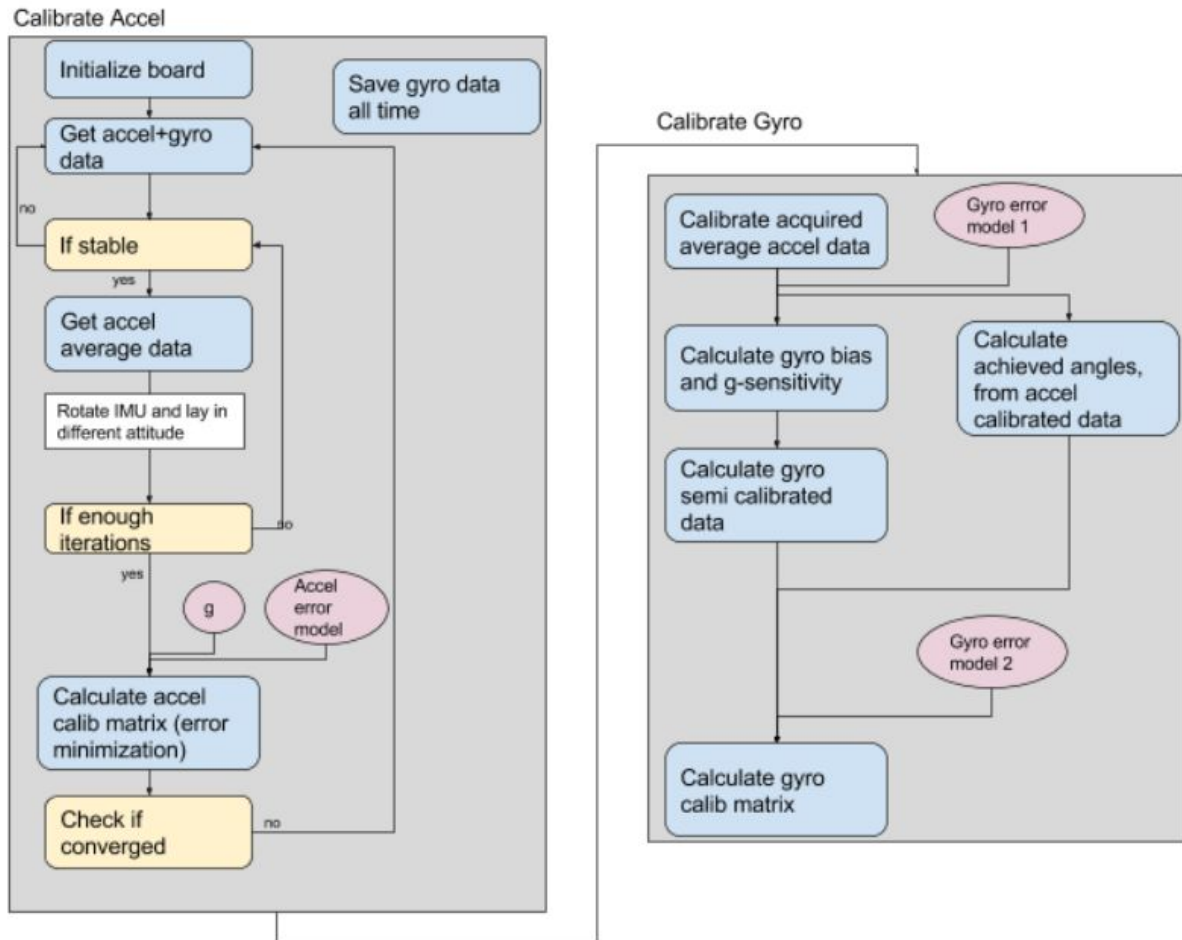 Calibrate Accel
Initialize board
Save gyro data
all time
Get accel+gyro
data
no
If stable
yes
Get accel
average data
Rotate IMU and lay in
different attitude
If enough
iterations
no
yes
g
Accel
error
model
Calculate accel
calib matrix (error
minimization)
Check if
converged
no
Calibrate Gyro
Calibrate acquired
average accel data
Gyro error
model 1
Calculate gyro bias
and g-sensitivity
Calculate
achieved angles,
from accel
calibrated data
Calculate gyro
semi calibrated
data
Gyro error
model 2
Calculate gyro
calib matrix